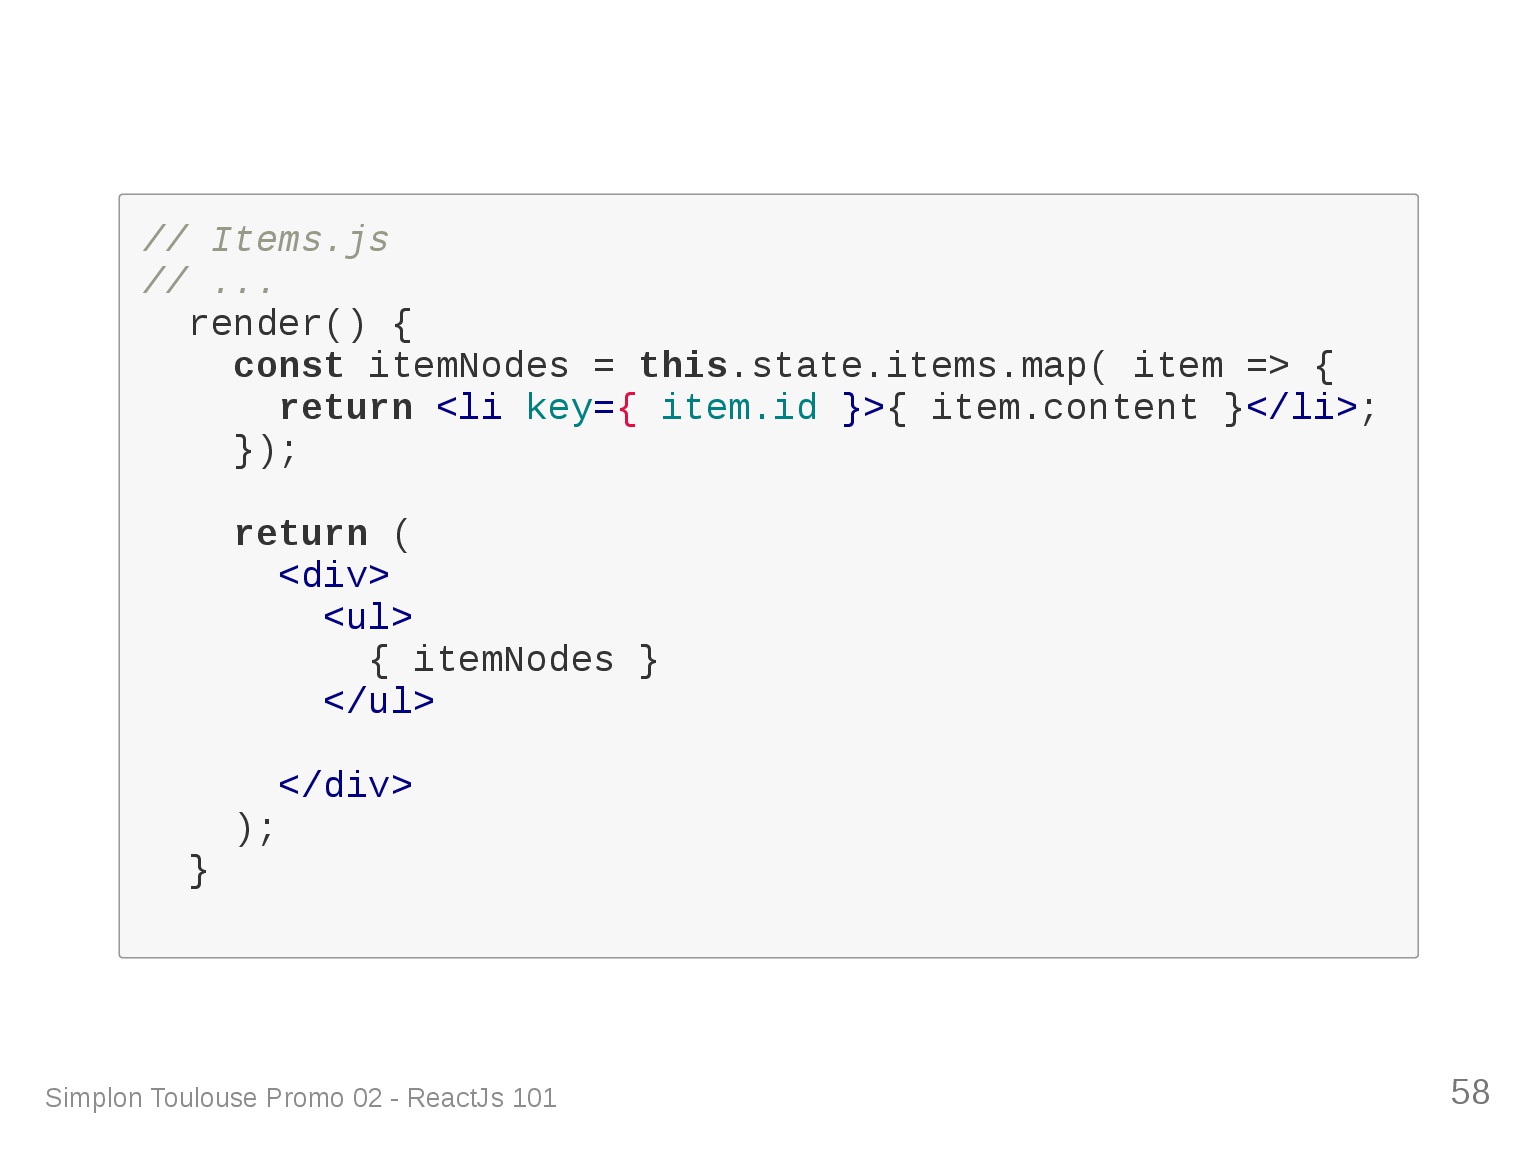 // Items.js
// ...
  render() {
    const itemNodes = this.state.items.map( item => {
      return <li key={ item.id }>{ item.content }</li>;
    });

    return (
      <div>
        <ul>
          { itemNodes }
        </ul>

      </div>
    );
  }
Simplon Toulouse Promo 02 - ReactJs 101
58